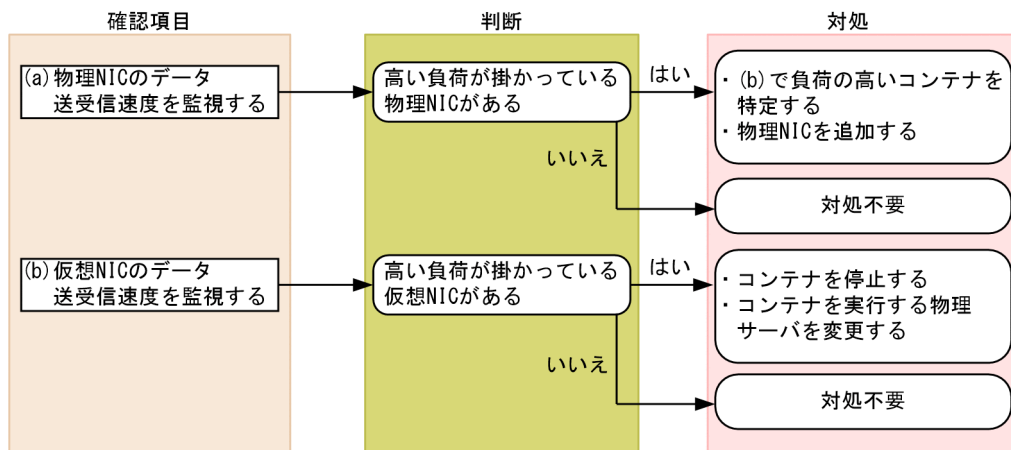 確認項目
判断
対処
(a)物理NICのデータ
送受信速度を監視する
高い負荷が掛かっている
物理NICがある
はい
・(b)で負荷の高いコンテナを
特定する
・物理NICを追加する
いいえ
対処不要
(b)仮想NICのデータ
送受信速度を監視する
高い負荷が掛かっている
仮想NICがある
はい
・コンテナを停止する
・コンテナを実行する物理
サーバを変更する
いいえ
対処不要